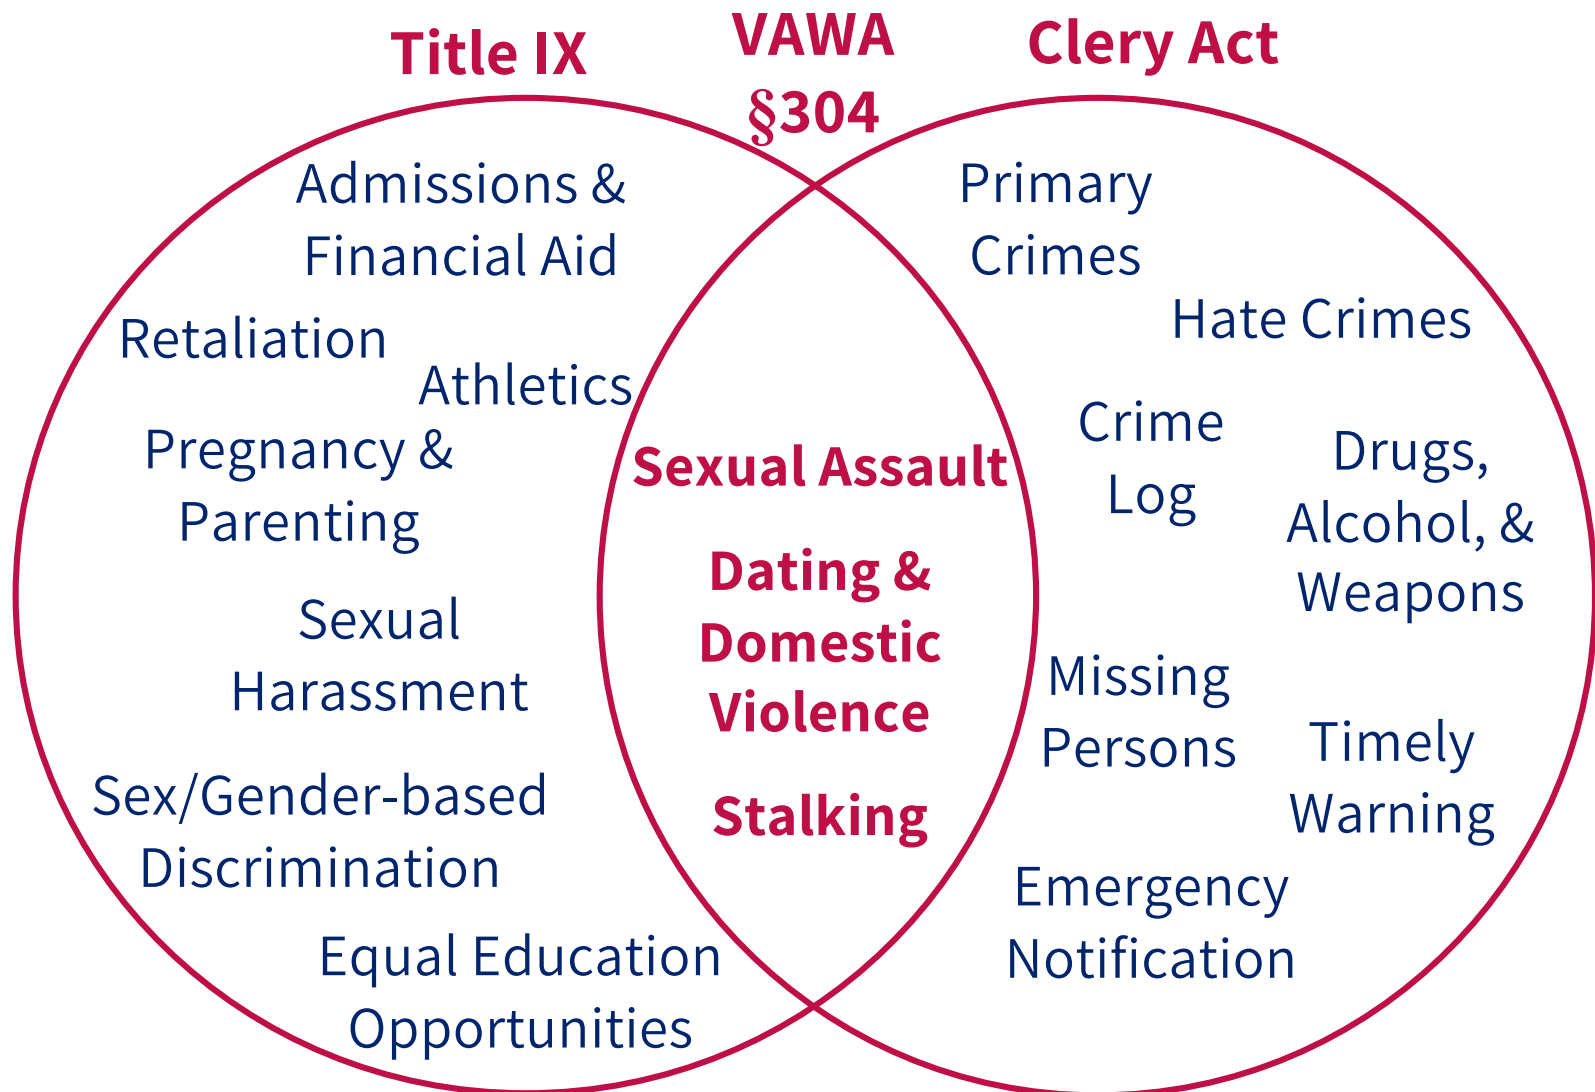 Title IX
VAWA
§304
Clery Act
Admissions &
Financial Aid
Retaliation
Athletics
Pregnancy &
Parenting
Sexual
Harassment
Sex/Gender-based
Discrimination
Equal Education
Opportunities
Sexual Assault
Dating &
Domestic
Violence
Stalking
Primary
Crimes
Hate Crimes
Crime
Log
Drugs,
Alcohol, &
Weapons
Missing
Persons
Timely
Warning
Emergency
Notification